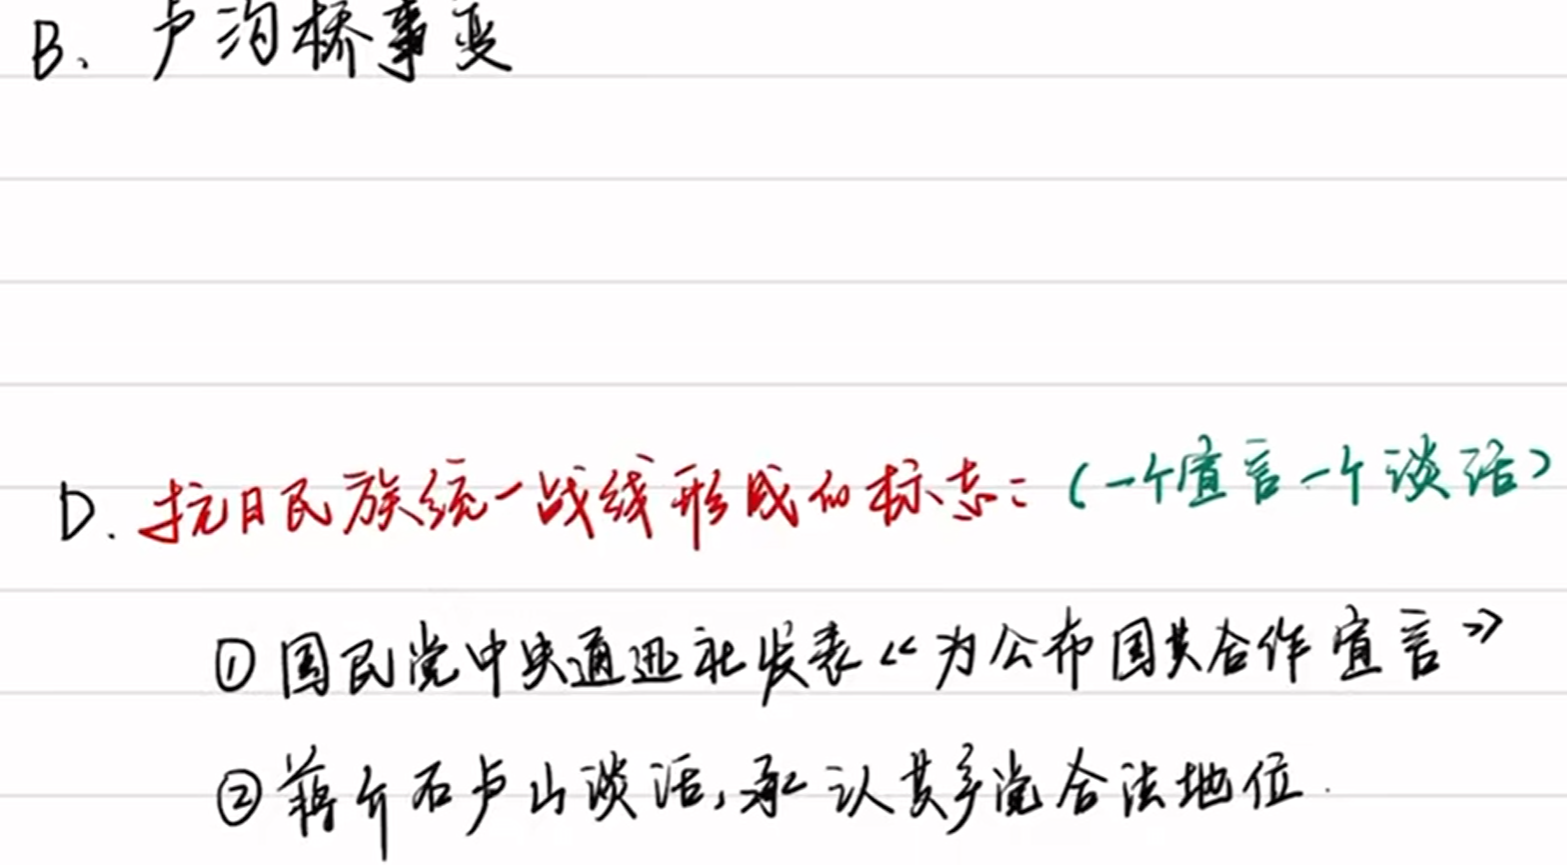 B、卢沟桥事变
D. 抗日民族统一战线形成的标志：(一个宣言一个谈话)
① 国民党中央通迅社发表《为公布国共合作宣言》
② 蒋介石卢山谈话,承认共产党合法地位.